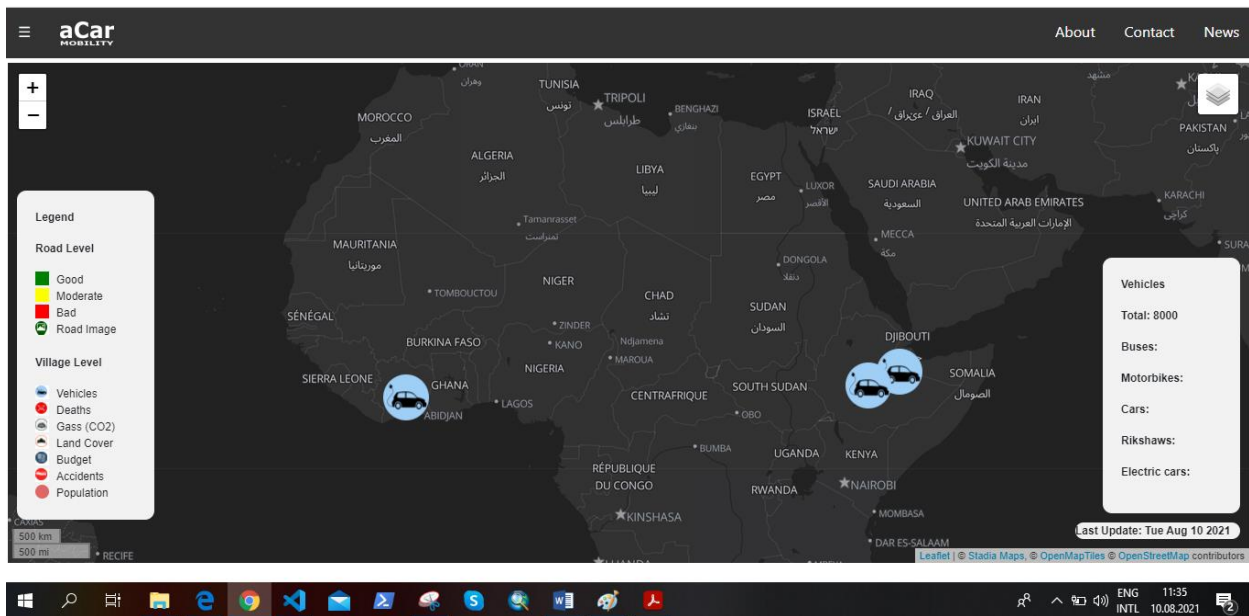 ☰ aCar
MOBILITY
About Contact News
+
−
ORAN
وهران
TUNISIA
تونس
TRIPOLI
طرابلس
BENGHAZI
بنغازي
MOROCCO
المغرب
ALGERIA
الجزائر
LIBYA
ليبيا
EGYPT
مصر
LUXOR
الأقصر
ISRAEL
ישראל
IRAQ
العراق / عێراق /
IRAN
ایران
مشهد
KUWAIT CITY
مدينة الكويت
PAKISTAN
پاکستان
KARACHI
کراچی
SAUDI ARABIA
السعودية
UNITED ARAB EMIRATES
الإمارات العربية المتحدة
MECCA
مكة
SURA
Tamanrasset
تمنراست
MAURITANIA
موريتانيا
TOMBOUCTOU
NIGER
CHAD
تشاد
SUDAN
السودان
DONGOLA
دنقلا
SÉNÉGAL
BURKINA FASO
ZINDER
KANO
Ndjamena
MAROUA
DJIBOUTI
SIERRA LEONE
GHANA
ABIDJAN
NIGERIA
LAGOS
CENTRAFRIQUE
SOUTH SUDAN
OBO
SOMALIA
الصومال
BUMBA
UGANDA
KENYA
RÉPUBLIQUE
DU CONGO
RWANDA
NAIROBI
KINSHASA
MOMBASA
DAR ES-SALAAM
LUANDA
CAXIAS
RECIFE
Legend
Road Level
Good
Moderate
Bad
Road Image
Village Level
Vehicles
Deaths
Gass (CO2)
Land Cover
Budget
Accidents
Population
Vehicles
Total: 8000
Buses:
Motorbikes:
Cars:
Rikshaws:
Electric cars:
500 km
500 mi
Last Update: Tue Aug 10 2021
Leaflet | © Stadia Maps, © OpenMapTiles © OpenStreetMap contributors
ENG 11:35
INTL 10.08.2021
2